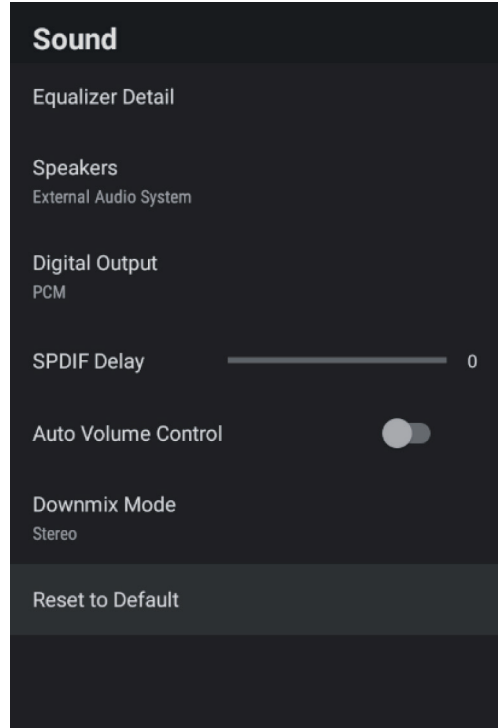 Sound
Equalizer Detail
Speakers
External Audio System
Digital Output
PCM
SPDIF Delay 0
Auto Volume Control
Downmix Mode
Stereo
Reset to Default